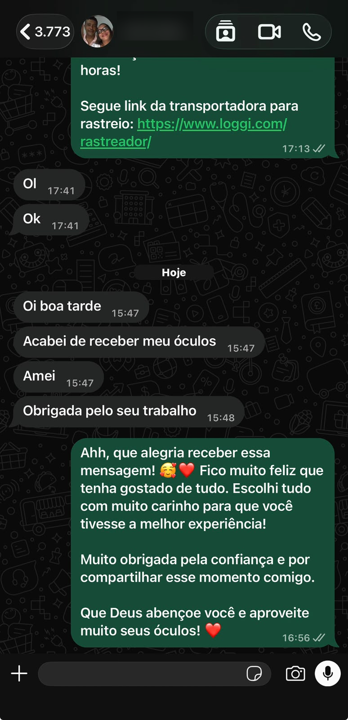 3.773
horas!
Segue link da transportadora para
rastreio: https://www.loggi.com/
rastreador/
17:13
Ol 17:41
Ok 17:41
Hoje
Oi boa tarde 15:47
Acabei de receber meu óculos 15:47
Amei 15:47
Obrigada pelo seu trabalho 15:48
Ahh, que alegria receber essa
mensagem! 🥰❤️ Fico muito feliz que
tenha gostado de tudo. Escolhi tudo
com muito carinho para que você
tivesse a melhor experiência!
Muito obrigada pela confiança e por
compartilhar esse momento comigo.
Que Deus abençoe você e aproveite
muito seus óculos! ❤️
16:56